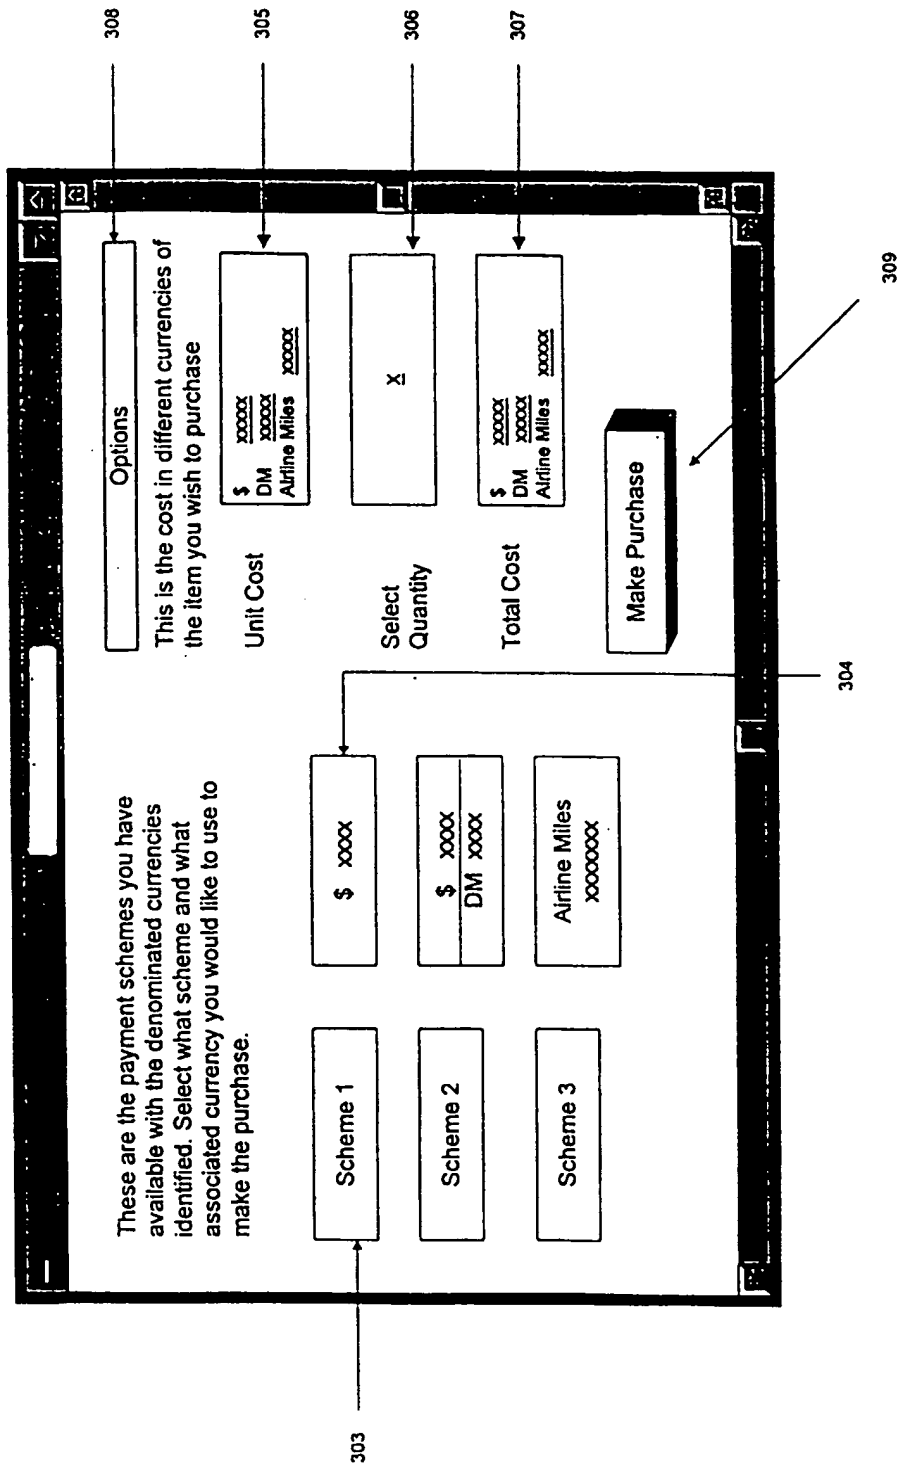 308
305
306
307
Options
This is the cost in different currencies of
the item you wish to purchase
Unit Cost
$ xxxxx
DM xxxxx
Airline Miles xxxxx
Select
Quantity
x
Total Cost
$ xxxxx
DM xxxxx
Airline Miles xxxxx
Make Purchase
309
These are the payment schemes you have
available with the denominated currencies
identified. Select what scheme and what
associated currency you would like to use to
make the purchase.
Scheme 1
$ xxxx
Scheme 2
$ xxxx
DM xxxx
Scheme 3
Airline Miles
xxxxxxx
304
303